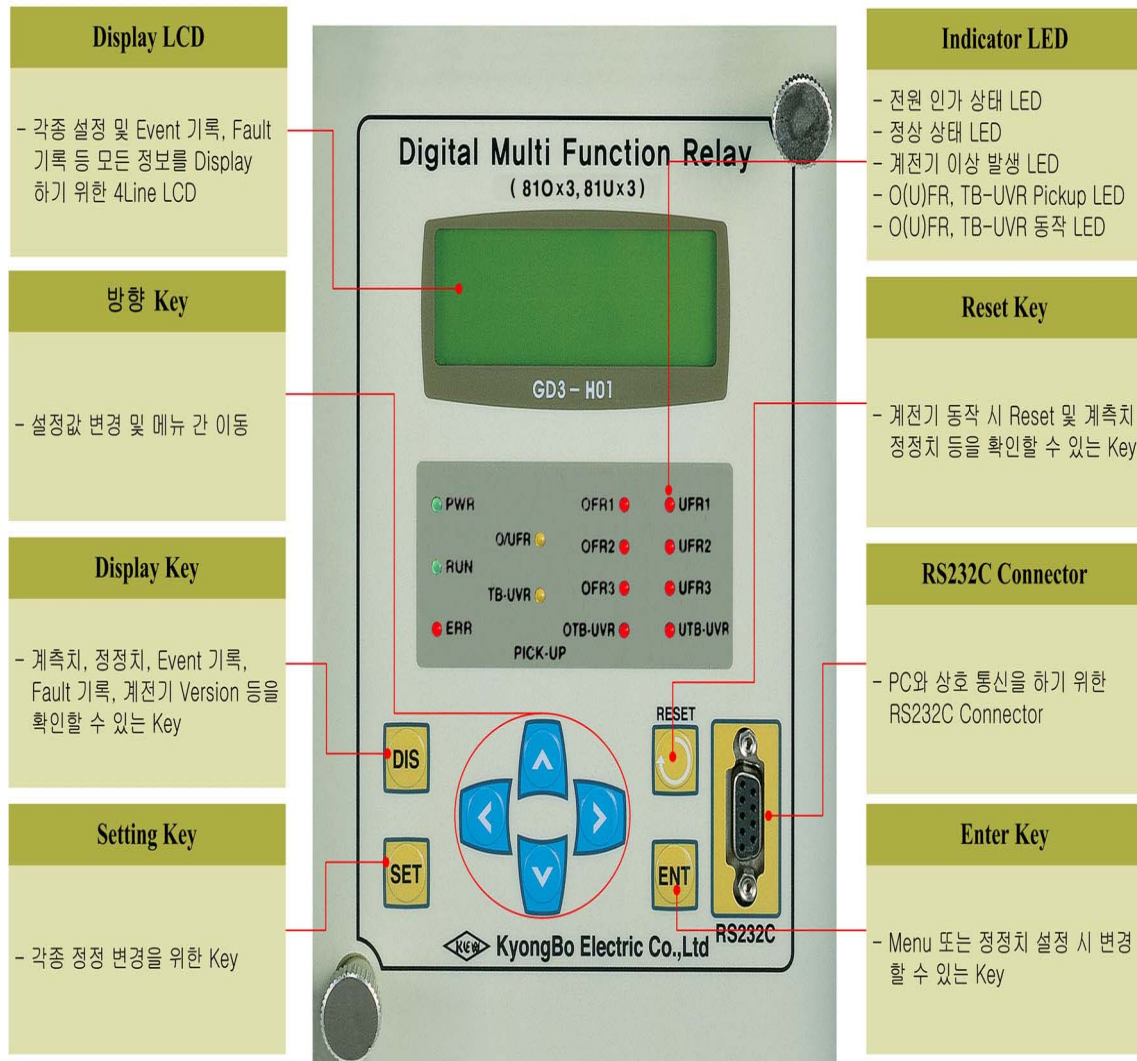 Display LCD
- 각종 설정 및 Event 기록, Fault
기록 등 모든 정보를 Display
하기 위한 4Line LCD
방향 Key
- 설정값 변경 및 메뉴 간 이동
Display Key
- 계측치, 정정치, Event 기록,
Fault 기록, 계전기 Version 등을
확인할 수 있는 Key
Setting Key
- 각종 정정 변경을 위한 Key
Digital Multi Function Relay
( 81O×3, 81U×3 )
GD3-H01
PWR
RUN
ERR
O/UFR
TB-UVR
PICK-UP
OFR1
OFR2
OFR3
OTB-UVR
UFR1
UFR2
UFR3
UTB-UVR
DIS
SET
RESET
ENT
RS232C
KEW KyongBo Electric Co.,Ltd
Indicator LED
- 전원 인가 상태 LED
- 정상 상태 LED
- 계전기 이상 발생 LED
- O(U)FR, TB-UVR Pickup LED
- O(U)FR, TB-UVR 동작 LED
Reset Key
- 계전기 동작 시 Reset 및 계측치
정정치 등을 확인할 수 있는 Key
RS232C Connector
- PC와 상호 통신을 하기 위한
RS232C Connector
Enter Key
- Menu 또는 정정치 설정 시 변경
할 수 있는 Key